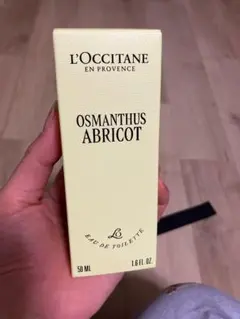 L'OCCITANE
EN PROVENCE
OSMANTHUS
ABRICOT
EAU DE TOILETTE
50 ML
1.6 FL. OZ.